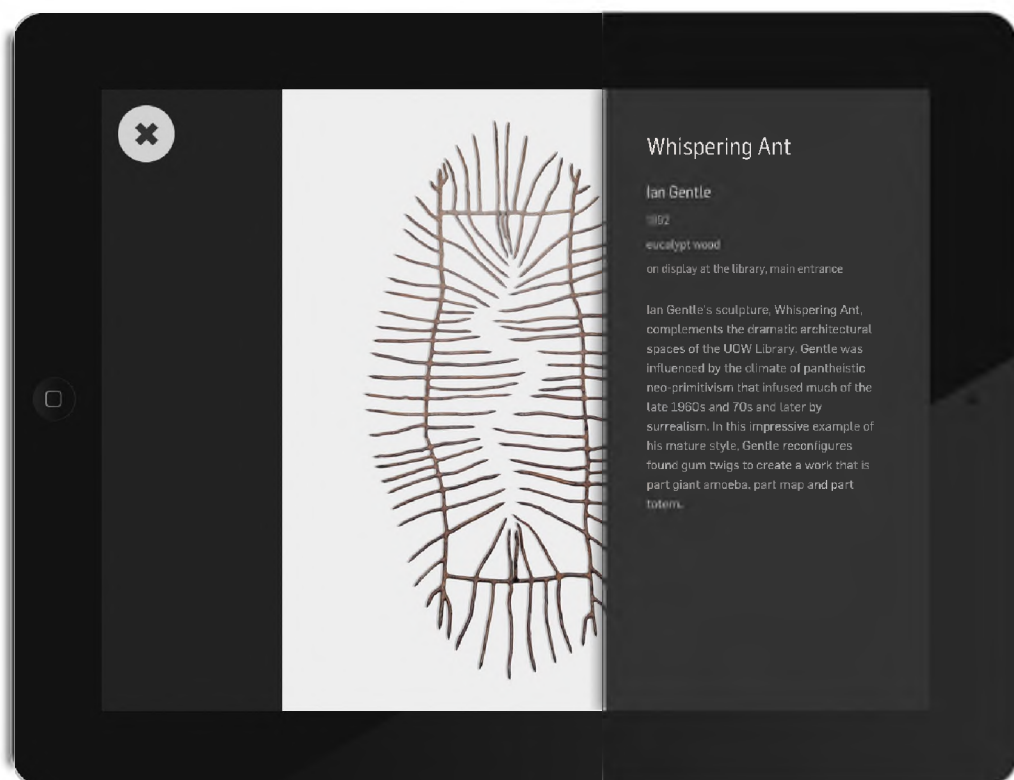 Whispering Ant
Ian Gentle
eucalypt wood
on display at the library, main entrance
Ian Gentle's sculpture, Whispering Ant,
complements the dramatic architectural
spaces of the UOW Library. Gentle was
influenced by the climate of pantheistic
neo-primitivism that infused much of the
late 1960s and 70s and later by
surrealism. In this impressive example of
his mature style, Gentle reconfigures
found gum twigs to create a work that is
part giant amoeba, part map and part
totem.